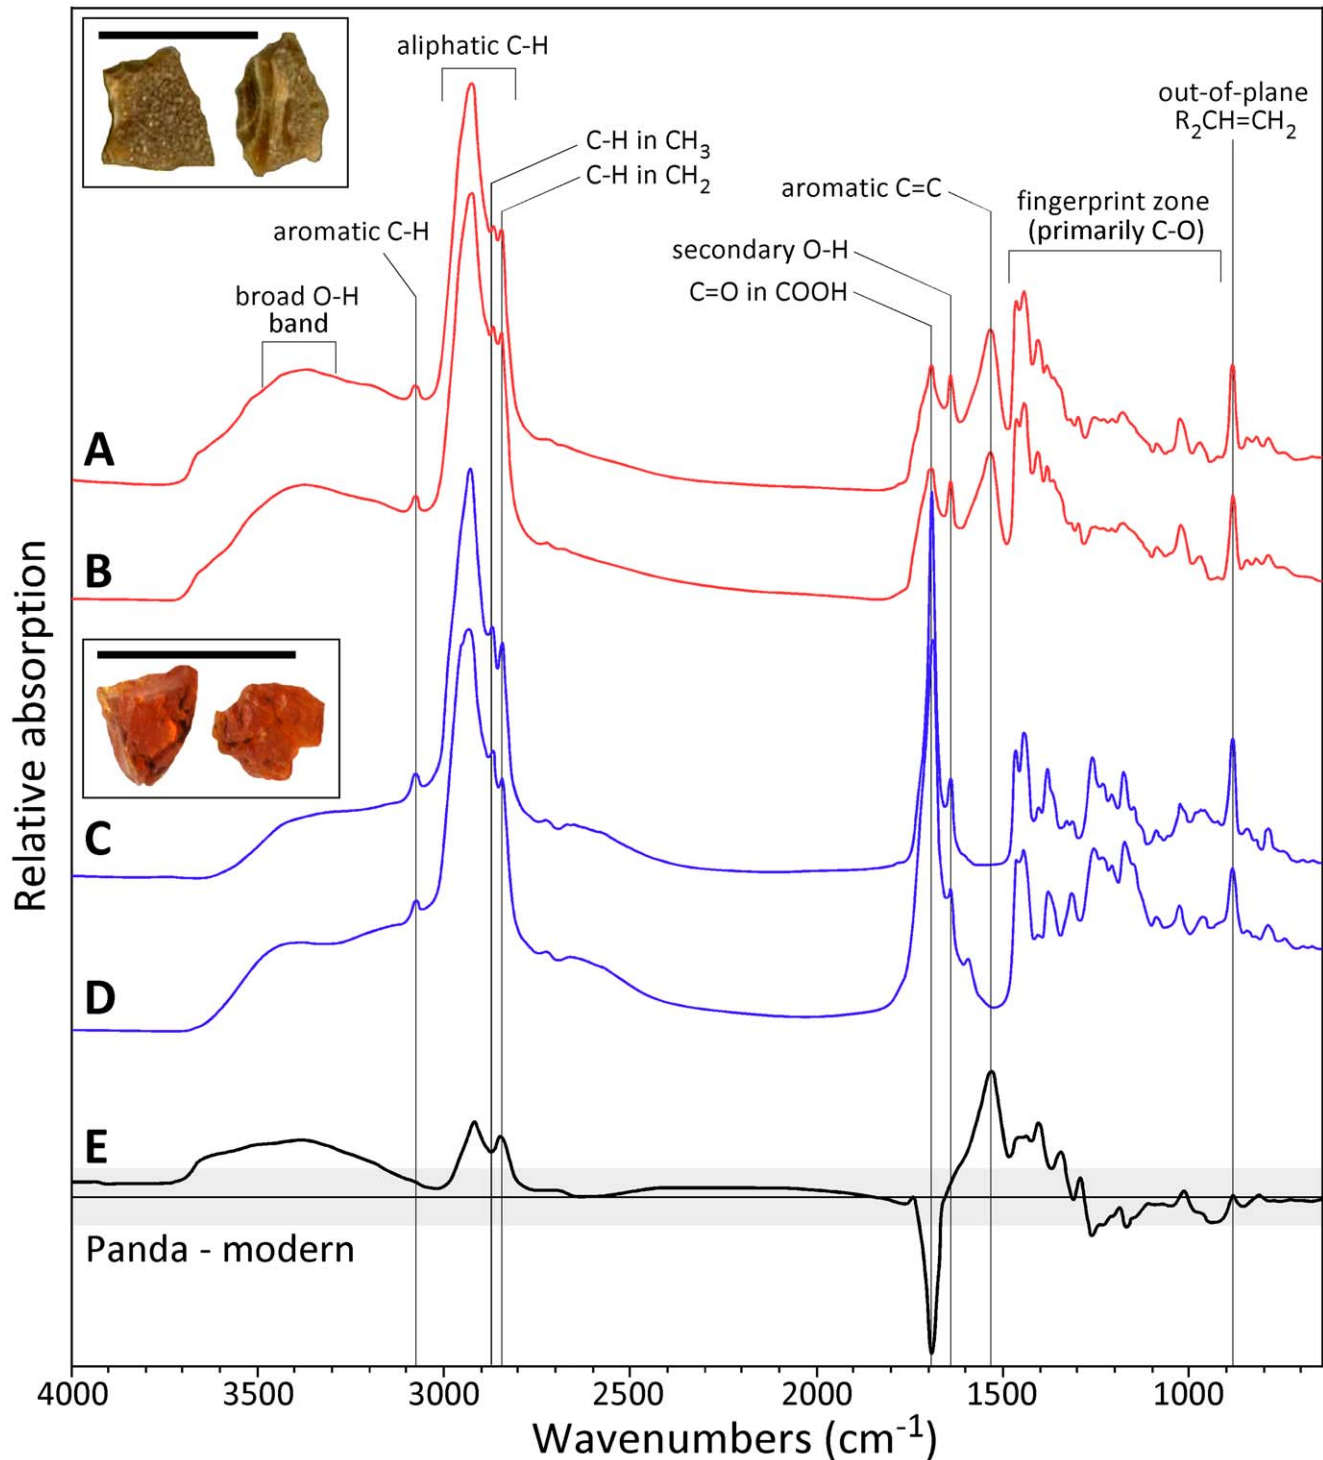 aliphatic C-H
out-of-plane
R₂CH=CH₂
C-H in CH₃
C-H in CH₂
aromatic C=C
fingerprint zone
(primarily C-O)
aromatic C-H
secondary O-H
C=O in COOH
broad O-H
band
A
B
C
D
E
Panda - modern
Relative absorption
4000 3500 3000 2500 2000 1500 1000
Wavenumbers (cm⁻¹)